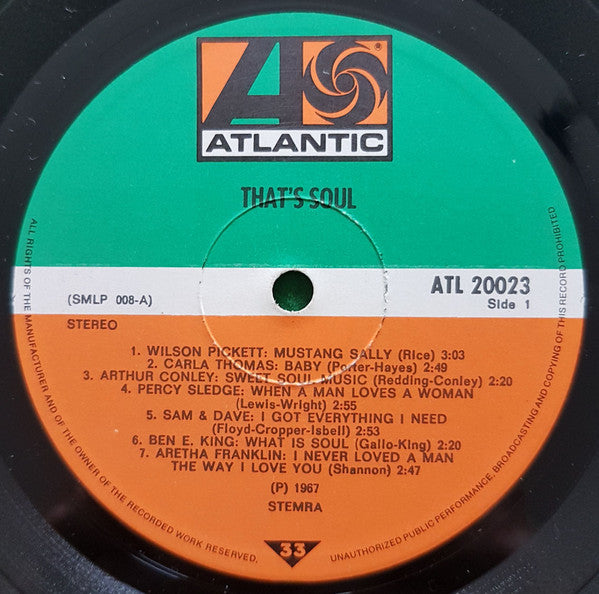 A
®
ATLANTIC
THAT'S SOUL
ATL 20023
(SMLP 008-A)
Side 1
STEREO
1. WILSON PICKETT: MUSTANG SALLY (Rice) 3:03
2. CARLA THOMAS: BABY (Porter-Hayes) 2:49
3. ARTHUR CONLEY: SWEET SOUL MUSIC (Redding-Conley) 2:20
4. PERCY SLEDGE: WHEN A MAN LOVES A WOMAN
(Lewis-Wright) 2:55
5. SAM & DAVE: I GOT EVERYTHING I NEED
(Floyd-Cropper-Isbell) 2:53
6. BEN E. KING: WHAT IS SOUL (Gallo-King) 2:20
7. ARETHA FRANKLIN: I NEVER LOVED A MAN
THE WAY I LOVE YOU (Shannon) 2:47
(P) 1967
STEMRA
33
ALL RIGHTS OF THE MANUFACTURER AND OF THE OWNER OF THE RECORDED WORK RESERVED.
UNAUTHORIZED PUBLIC PERFORMANCE, BROADCASTING AND COPYING OF THIS RECORD PROHIBITED